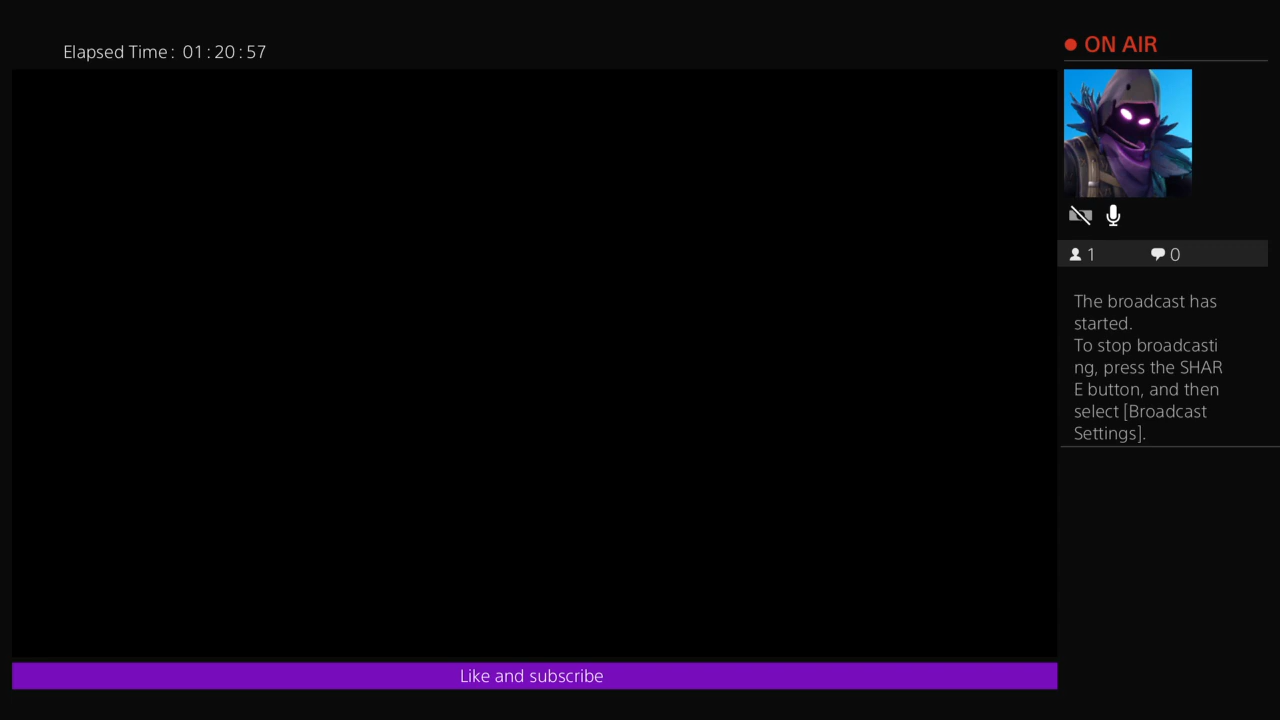 Elapsed Time: 01:20:57
ON AIR
1 0
The broadcast has
started.
To stop broadcasti
ng, press the SHAR
E button, and then
select [Broadcast
Settings].
Like and subscribe